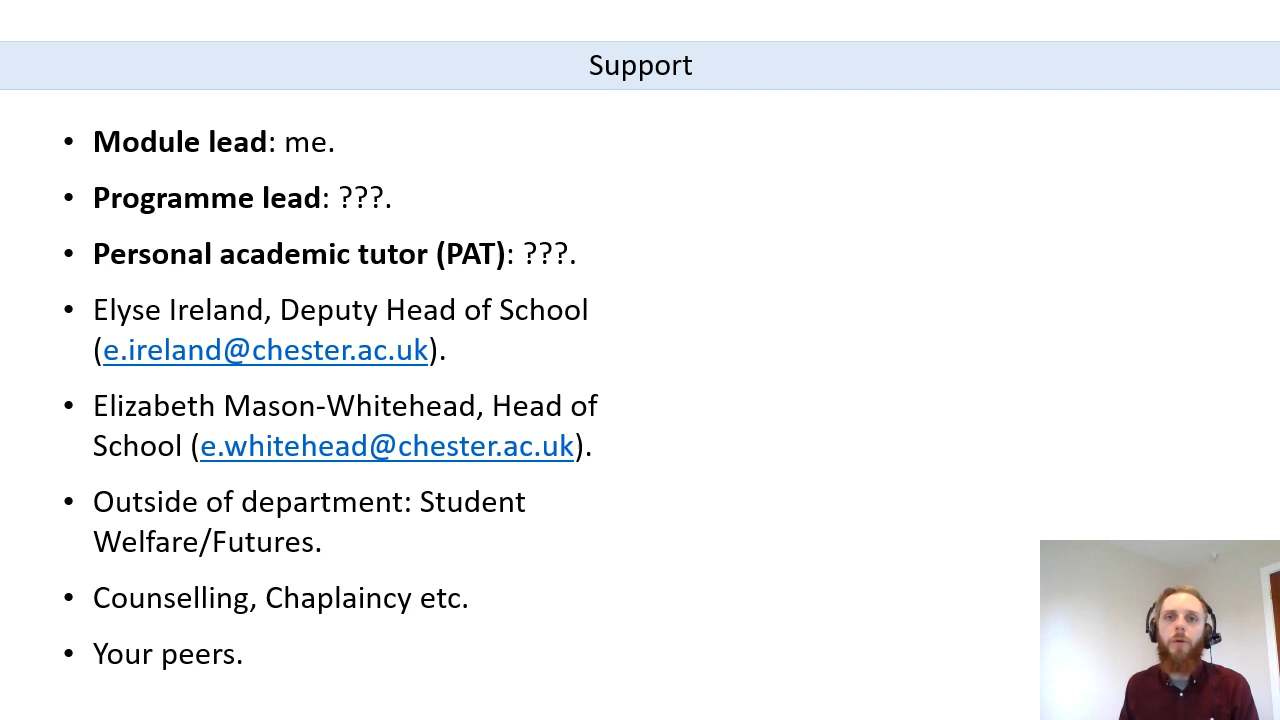 Support
• Module lead: me.
• Programme lead: ???.
• Personal academic tutor (PAT): ???.
• Elyse Ireland, Deputy Head of School
(e.ireland@chester.ac.uk).
• Elizabeth Mason-Whitehead, Head of
School (e.whitehead@chester.ac.uk).
• Outside of department: Student
Welfare/Futures.
• Counselling, Chaplaincy etc.
• Your peers.